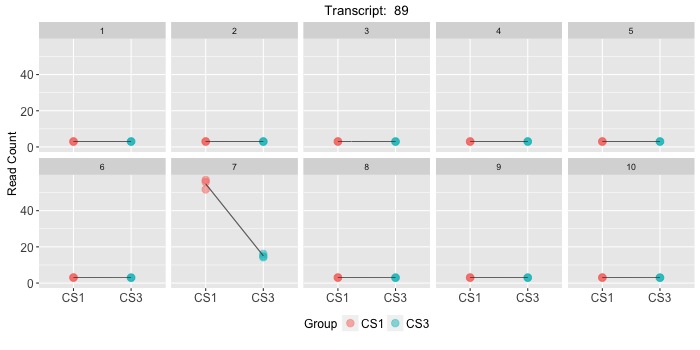 Transcript:  89
1 2 3 4 5
40
20
0
Read Count
6 7 8 9 10
40
20
0
CS1 CS3 CS1 CS3 CS1 CS3 CS1 CS3 CS1 CS3
Group CS1 CS3